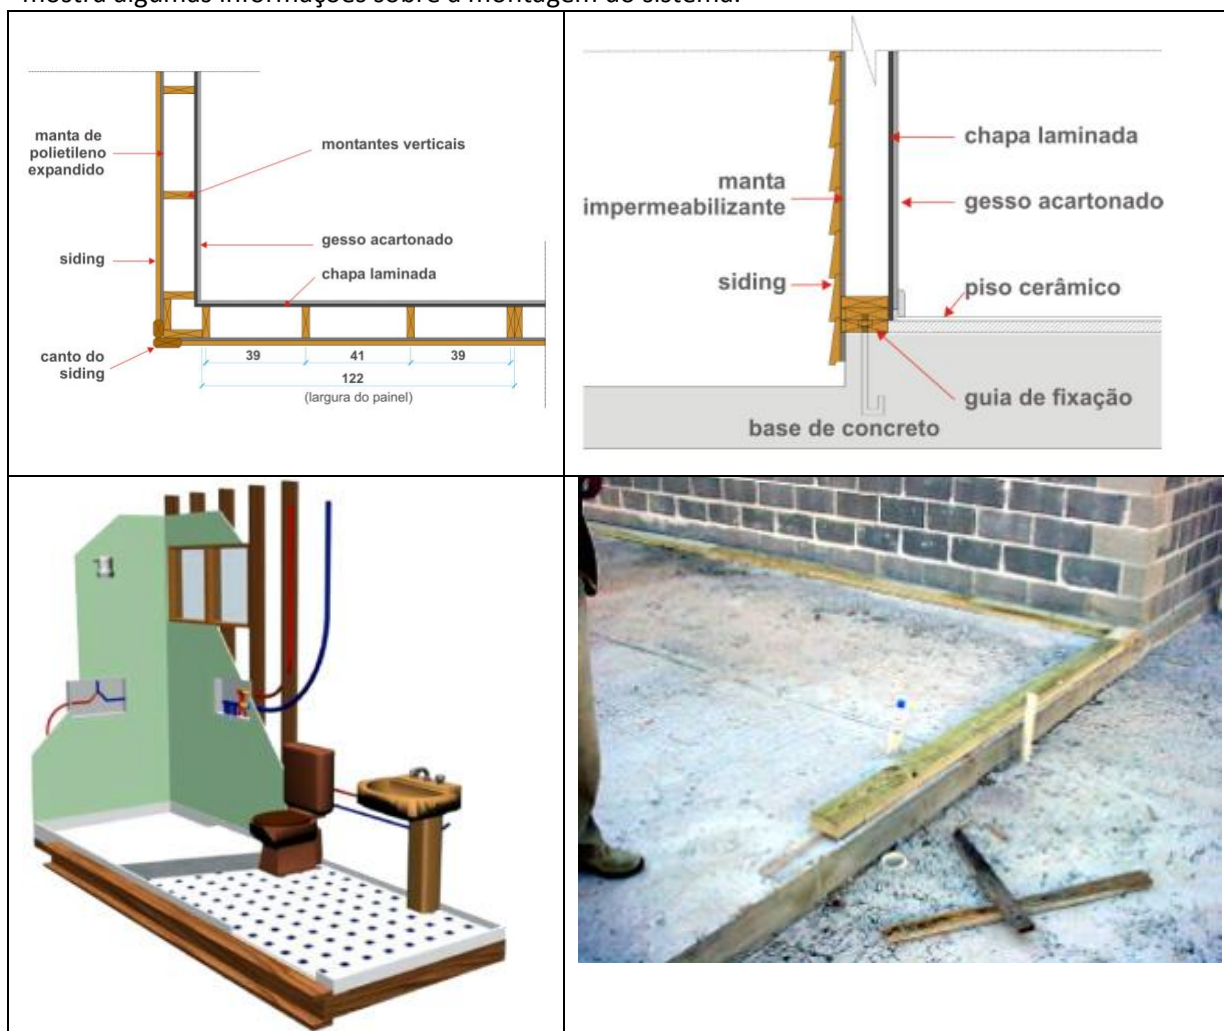 mostra algumas informações sobre a montagem do sistema.
manta de
polietileno
expandido
montantes verticais
siding
gesso acartonado
chapa laminada
canto do
siding
39
41
39
122
(largura do painel)
chapa laminada
manta
impermeabilizante
gesso acartonado
siding
piso cerâmico
guia de fixação
base de concreto